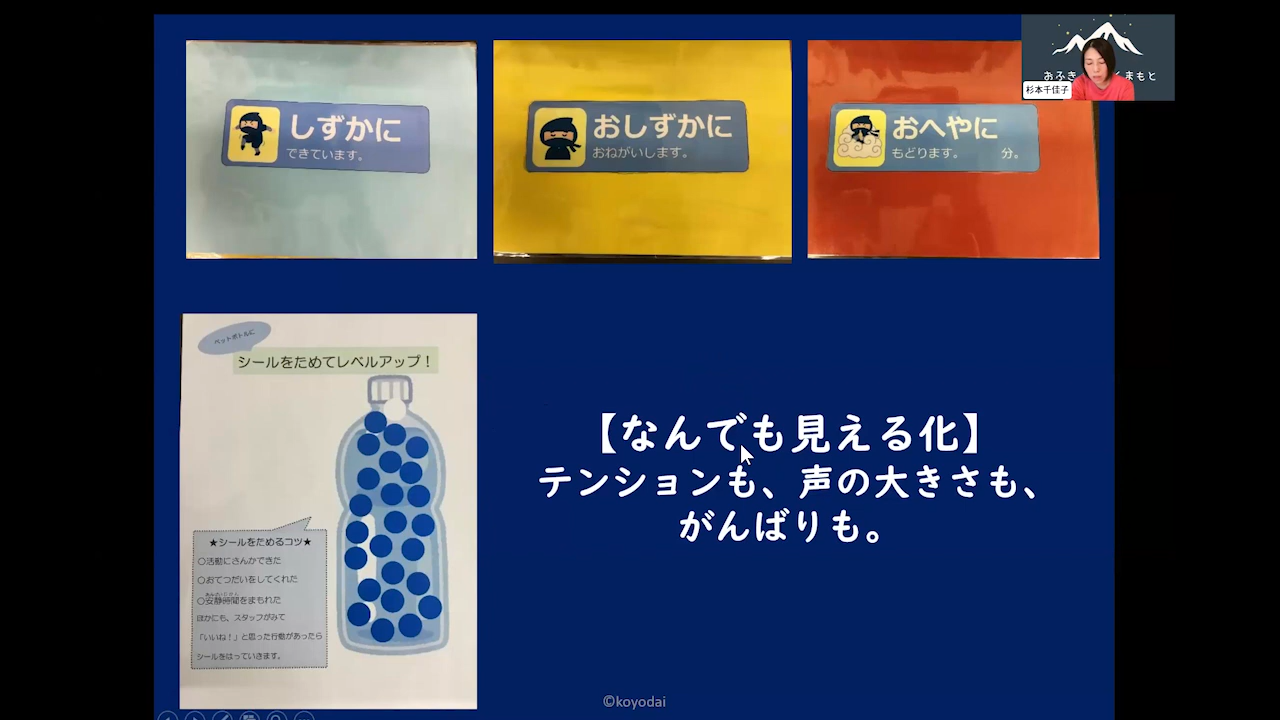 しずかに
できています。
おしずかに
おねがいします。
おへやに
もどります。 分。
杉本千佳子
ペットボトルに
シールをためてレベルアップ！
★シールをためるコツ★
○活動にさんかできた
○おてつだいをしてくれた
○安静時間をまもれた
ほかにも、スタッフがみて
「いいね！」と思った行動があったら
シールをはっていきます。
【なんでも見える化】
テンションも、声の大きさも、
がんばりも。
©koyodai